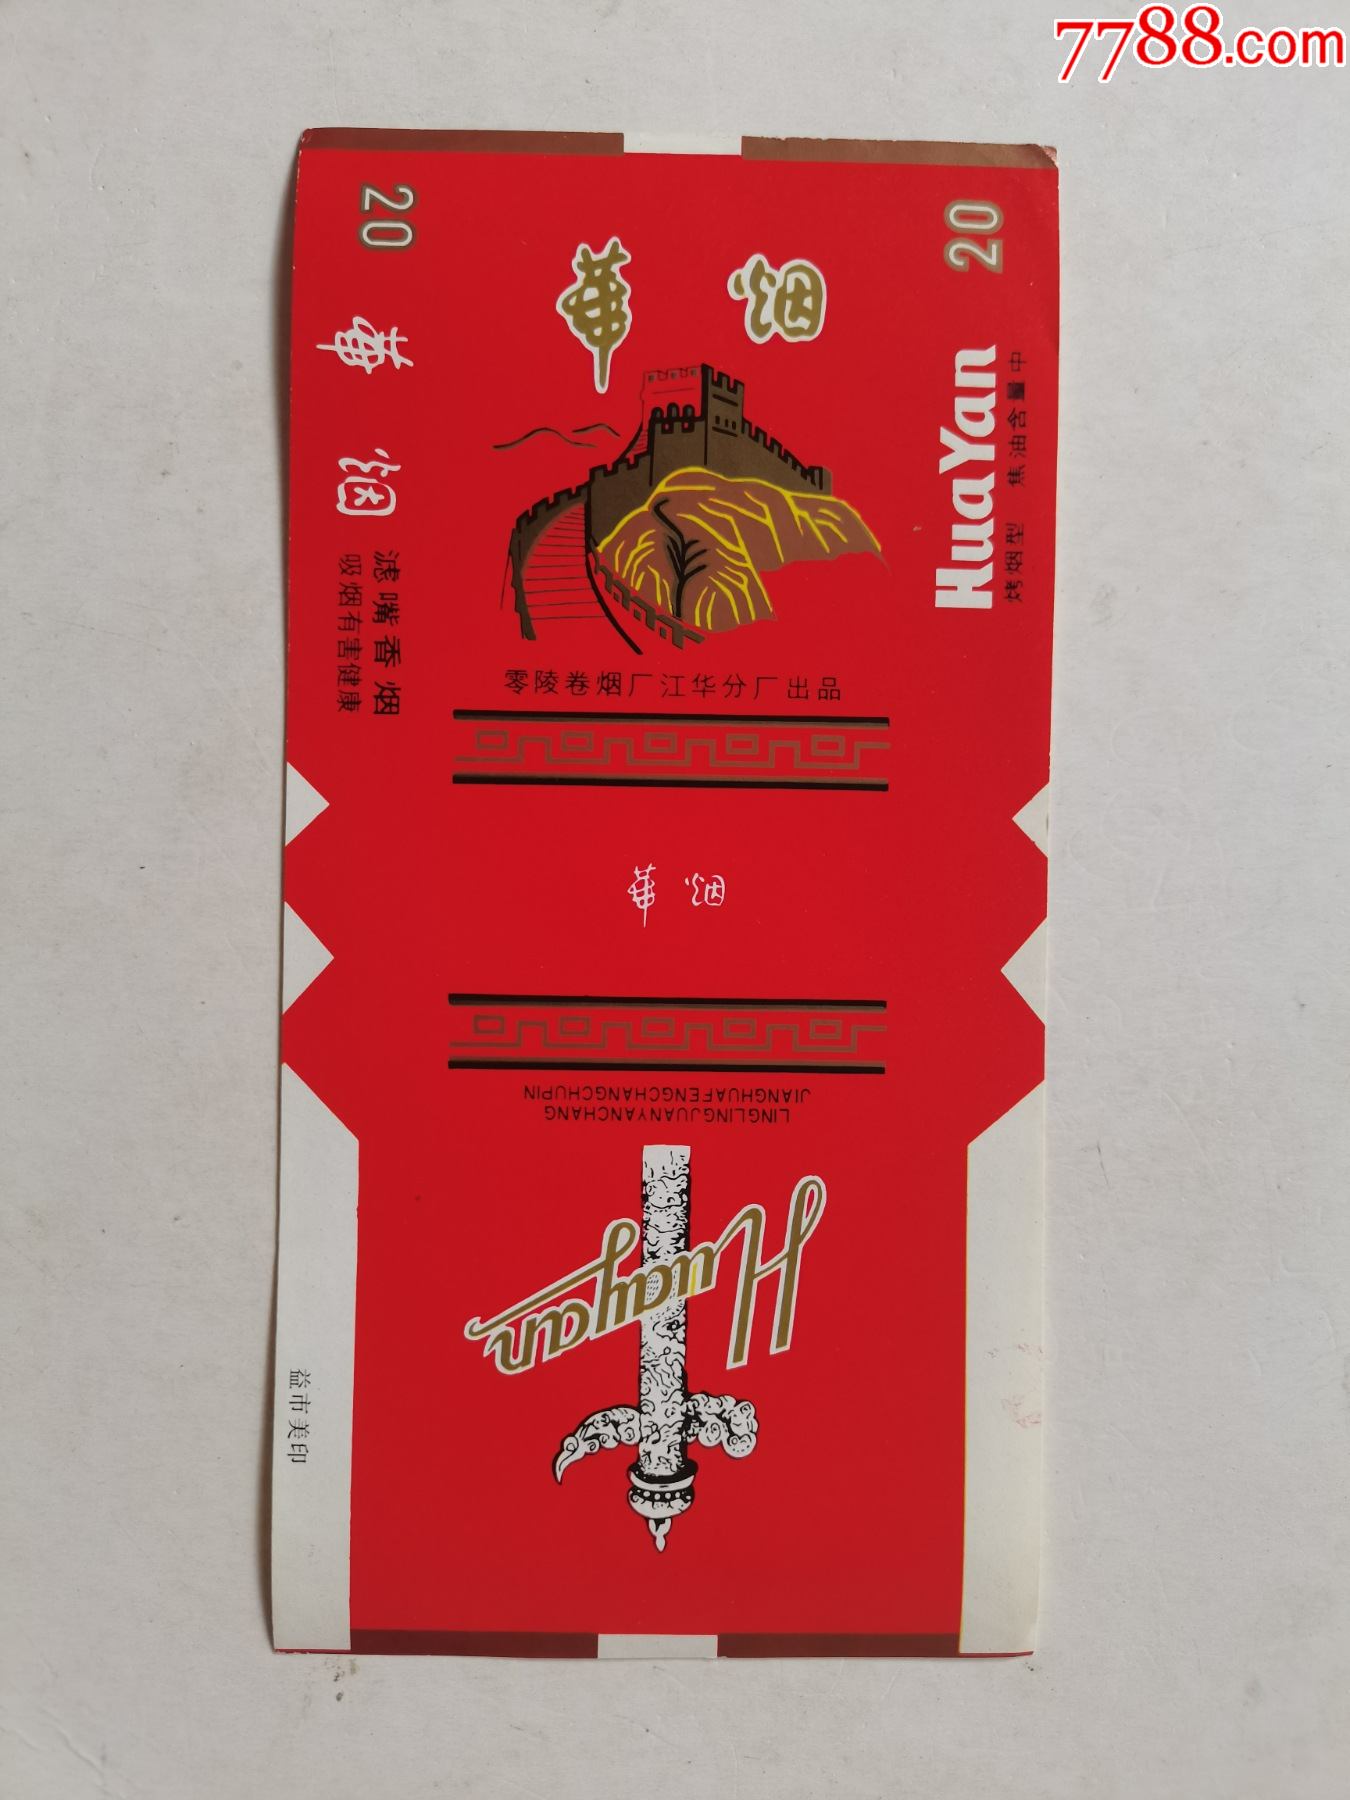 7788.com
20
華 烟
滤嘴香烟
吸烟有害健康
華 烟
零陵卷烟厂江华分厂出品
20
HuaYan
烤烟型 焦油含量中
華 烟
LINGLINGJUANYANCHANG
JIANGHUAFENGCHANGCHUPIN
Huayan
益市美印